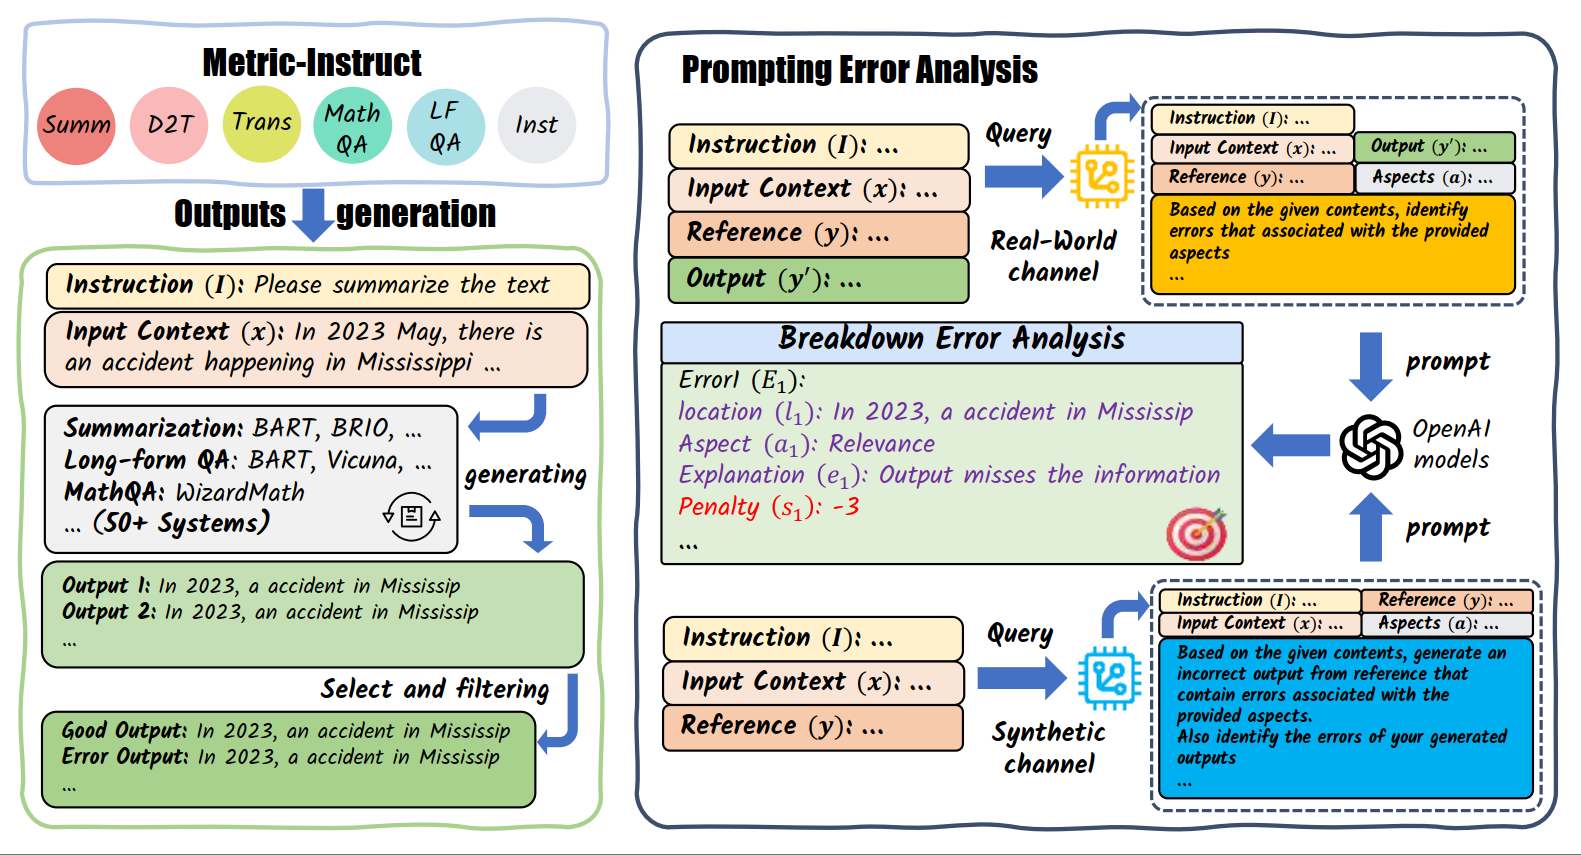 Metric-Instruct
Summ
D2T
Trans
Math
QA
LF
QA
Inst
Outputs generation
Instruction (I): Please summarize the text
Input Context (x): In 2023 May, there is
an accident happening in Mississippi ...
Summarization: BART, BRIO, ...
Long-form QA: BART, Vicuna, ...
MathQA: WizardMath
... (50+ Systems)
generating
Output 1: In 2023, a accident in Mississip
Output 2: In 2023, an accident in Mississip
...
Select and filtering
Good Output: In 2023, an accident in Mississip
Error Output: In 2023, a accident in Mississip
...
Prompting Error Analysis
Instruction (I): ...
Input Context (x): ...
Reference (y): ...
Output (y′): ...
Query
Real-World
channel
Instruction (I): ...
Input Context (x): ...
Output (y′): ...
Reference (y): ...
Aspects (a): ...
Based on the given contents, identify
errors that associated with the provided
aspects
...
Breakdown Error Analysis
Error1 (E₁):
location (l₁): In 2023, a accident in Mississip
Aspect (a₁): Relevance
Explanation (e₁): Output misses the information
Penalty (s₁): -3
...
prompt
OpenAI
models
prompt
Instruction (I): ...
Input Context (x): ...
Reference (y): ...
Query
Synthetic
channel
Instruction (I): ...
Reference (y): ...
Input Context (x): ...
Aspects (a): ...
Based on the given contents, generate an
incorrect output from reference that
contain errors associated with the
provided aspects.
Also identify the errors of your generated
outputs
...